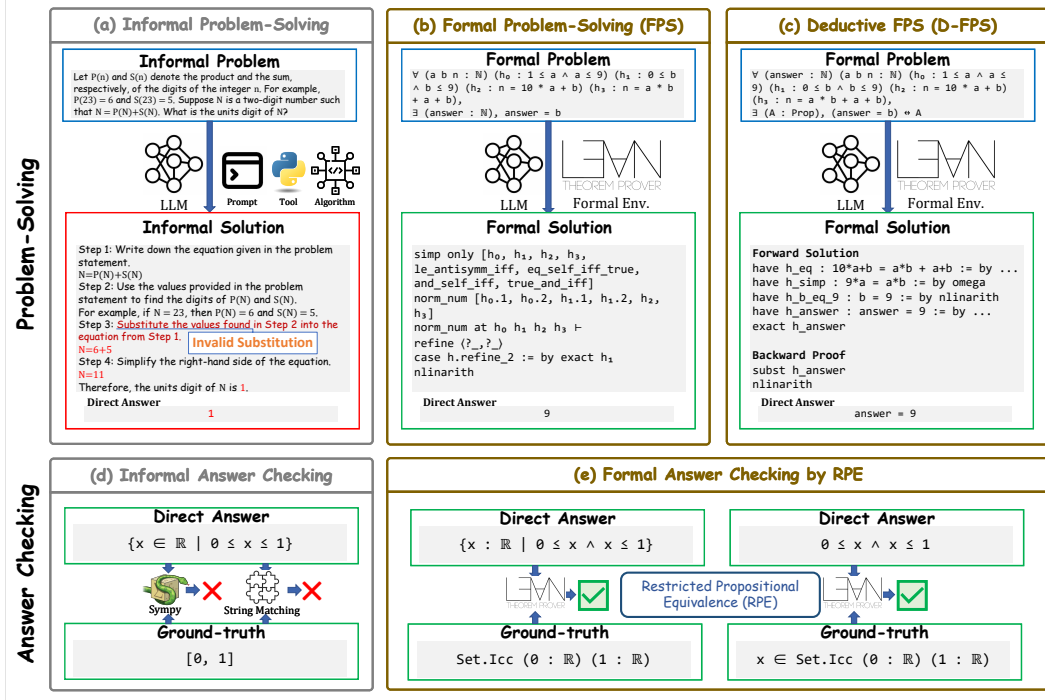 Problem-Solving
(a) Informal Problem-Solving
Informal Problem
Let P(n) and S(n) denote the product and the sum,
respectively, of the digits of the integer n. For example,
P(23) = 6 and S(23) = 5. Suppose N is a two-digit number such
that N = P(N)+S(N). What is the units digit of N?
LLM
Prompt
Tool
Algorithm
Informal Solution
Step 1: Write down the equation given in the problem
statement.
N=P(N)+S(N)
Step 2: Use the values provided in the problem
statement to find the digits of P(N) and S(N).
For example, if N = 23, then P(N) = 6 and S(N) = 5.
Step 3: Substitute the values found in Step 2 into the
equation from Step 1.
Invalid Substitution
N=6+5
Step 4: Simplify the right-hand side of the equation.
N=11
Therefore, the units digit of N is 1.
Direct Answer
1
(b) Formal Problem-Solving (FPS)
Formal Problem
∀ (a b n : ℕ) (h₀ : 1 ≤ a ∧ a ≤ 9) (h₁ : 0 ≤ b
∧ b ≤ 9) (h₂ : n = 10 * a + b) (h₃ : n = a * b
+ a + b),
∃ (answer : ℕ), answer = b
LLM
LEAN
THEOREM PROVER
Formal Env.
Formal Solution
simp only [h₀, h₁, h₂, h₃,
le_antisymm_iff, eq_self_iff_true,
and_self_iff, true_and_iff]
norm_num [h₀.1, h₀.2, h₁.1, h₁.2, h₂,
h₃]
norm_num at h₀ h₁ h₂ h₃ ⊢
refine ⟨?_,?_⟩
case h.refine_2 := by exact h₁
nlinarith
Direct Answer
9
(c) Deductive FPS (D-FPS)
Formal Problem
∀ (answer : ℕ) (a b n : ℕ) (h₀ : 1 ≤ a ∧ a ≤
9) (h₁ : 0 ≤ b ∧ b ≤ 9) (h₂ : n = 10 * a + b)
(h₃ : n = a * b + a + b),
∃ (A : Prop), (answer = b) ↔ A
LLM
LEAN
THEOREM PROVER
Formal Env.
Formal Solution
Forward Solution
have h_eq : 10*a+b = a*b + a+b := by ...
have h_simp : 9*a = a*b := by omega
have h_b_eq_9 : b = 9 := by nlinarith
have h_answer : answer = 9 := by ...
exact h_answer
Backward Proof
subst h_answer
nlinarith
Direct Answer
answer = 9
Answer Checking
(d) Informal Answer Checking
Direct Answer
{x ∈ ℝ | 0 ≤ x ≤ 1}
Sympy
String Matching
Ground-truth
[0, 1]
(e) Formal Answer Checking by RPE
Direct Answer
{x : ℝ | 0 ≤ x ∧ x ≤ 1}
LEAN
THEOREM PROVER
Ground-truth
Set.Icc (0 : ℝ) (1 : ℝ)
Restricted Propositional
Equivalence (RPE)
Direct Answer
0 ≤ x ∧ x ≤ 1
LEAN
THEOREM PROVER
Ground-truth
x ∈ Set.Icc (0 : ℝ) (1 : ℝ)